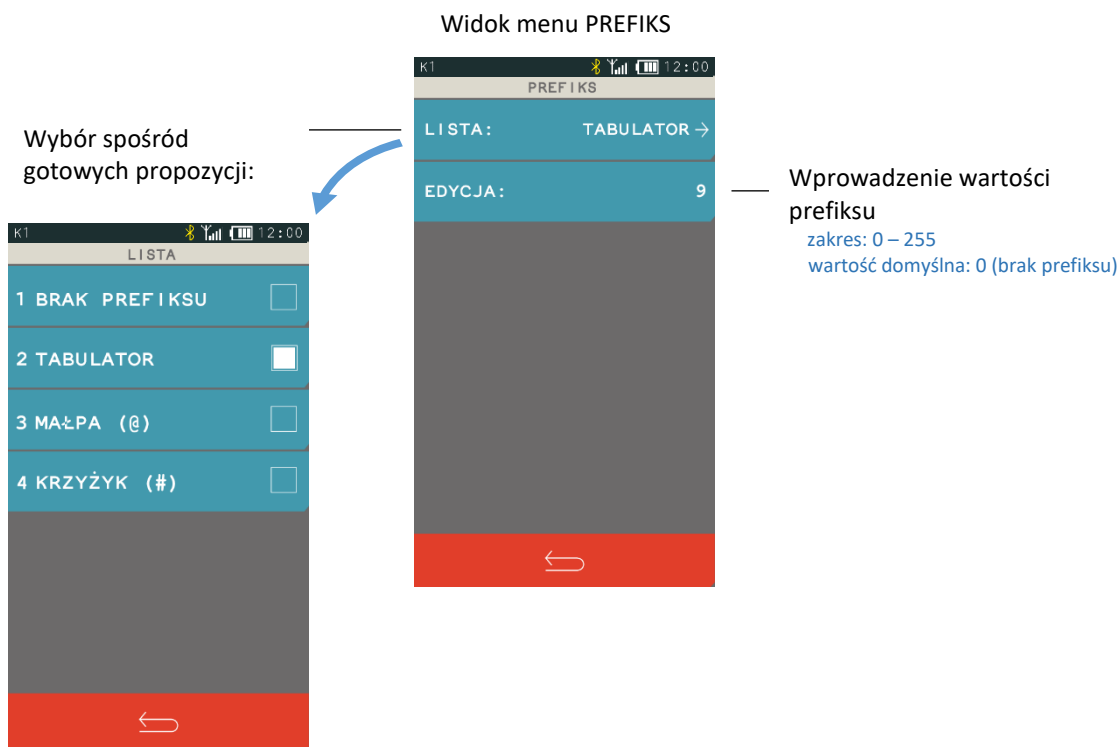 Widok menu PREFIKS
K1 12:00
PREFIKS
LISTA: TABULATOR →
EDYCJA: 9
Wprowadzenie wartości
prefiksu
zakres: 0 – 255
wartość domyślna: 0 (brak prefiksu)
Wybór spośród
gotowych propozycji:
K1 12:00
LISTA
1 BRAK PREFIKSU
2 TABULATOR
3 MAŁPA (@)
4 KRZYŻYK (#)